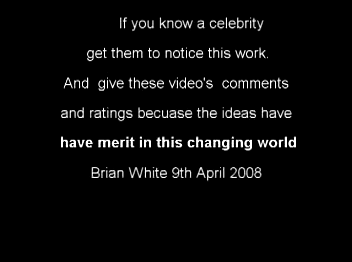 If you know a celebrity
get them to notice this work.
And give these video's comments
and ratings becuase the ideas have
have merit in this changing world
Brian White 9th April 2008